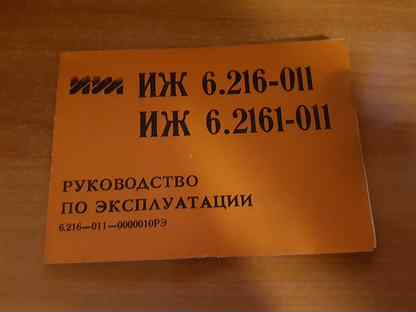 ИЖ 6.216-011
ИЖ 6.2161-011
РУКОВОДСТВО
ПО ЭКСПЛУАТАЦИИ
6.216—011—0000010РЭ